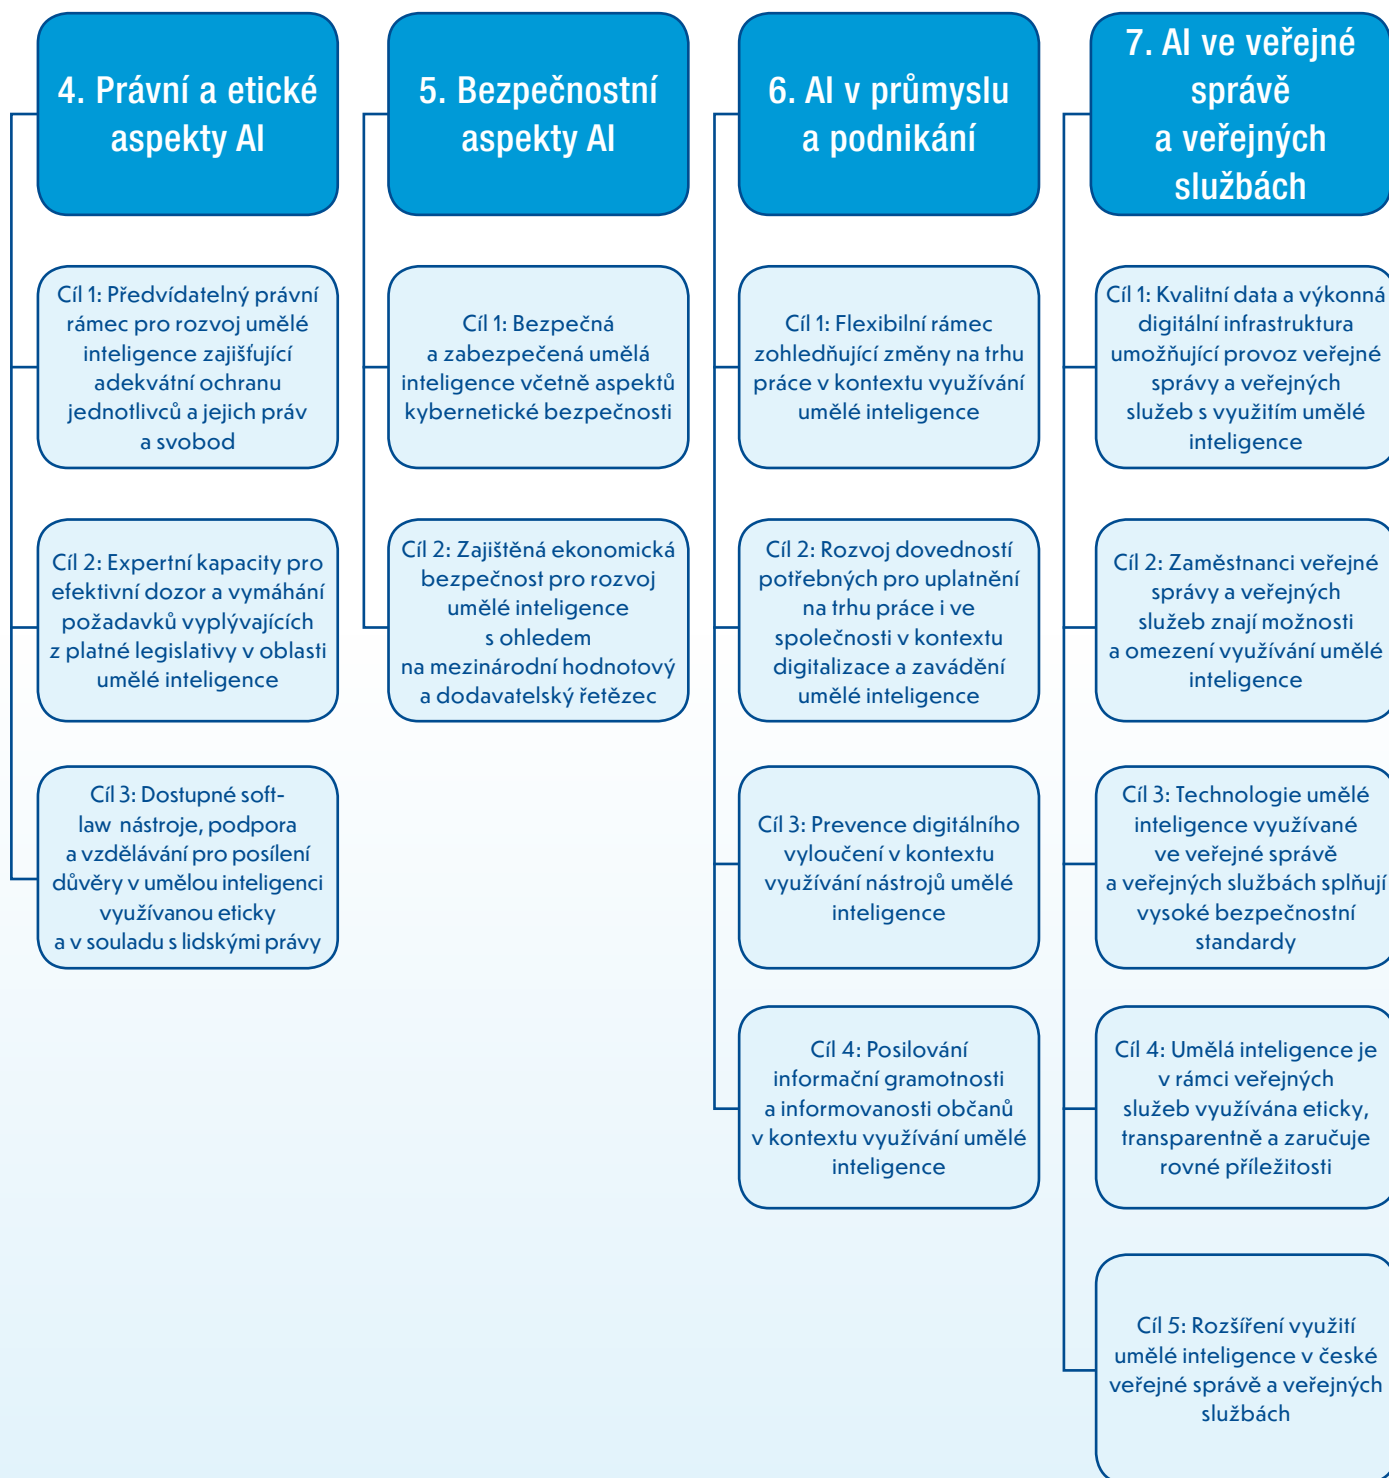 4. Právní a etické
aspekty AI
Cíl 1: Předvídatelný právní
rámec pro rozvoj umělé
inteligence zajišťující
adekvátní ochranu
jednotlivců a jejich práv
a svobod
Cíl 2: Expertní kapacity pro
efektivní dozor a vymáhání
požadavků vyplývajících
z platné legislativy v oblasti
umělé inteligence
Cíl 3: Dostupné soft-
law nástroje, podpora
a vzdělávání pro posílení
důvěry v umělou inteligenci
využívanou eticky
a v souladu s lidskými právy
5. Bezpečnostní
aspekty AI
Cíl 1: Bezpečná
a zabezpečená umělá
inteligence včetně aspektů
kybernetické bezpečnosti
Cíl 2: Zajištěná ekonomická
bezpečnost pro rozvoj
umělé inteligence
s ohledem
na mezinárodní hodnotový
a dodavatelský řetězec
6. AI v průmyslu
a podnikání
Cíl 1: Flexibilní rámec
zohledňující změny na trhu
práce v kontextu využívání
umělé inteligence
Cíl 2: Rozvoj dovedností
potřebných pro uplatnění
na trhu práce i ve
společnosti v kontextu
digitalizace a zavádění
umělé inteligence
Cíl 3: Prevence digitálního
vyloučení v kontextu
využívání nástrojů umělé
inteligence
Cíl 4: Posilování
informační gramotnosti
a informovanosti občanů
v kontextu využívání umělé
inteligence
7. AI ve veřejné
správě
a veřejných
službách
Cíl 1: Kvalitní data a výkonná
digitální infrastruktura
umožňující provoz veřejné
správy a veřejných
služeb s využitím umělé
inteligence
Cíl 2: Zaměstnanci veřejné
správy a veřejných
služeb znají možnosti
a omezení využívání umělé
inteligence
Cíl 3: Technologie umělé
inteligence využívané
ve veřejné správě
a veřejných službách splňují
vysoké bezpečnostní
standardy
Cíl 4: Umělá inteligence je
v rámci veřejných
služeb využívána eticky,
transparentně a zaručuje
rovné příležitosti
Cíl 5: Rozšíření využití
umělé inteligence v české
veřejné správě a veřejných
službách